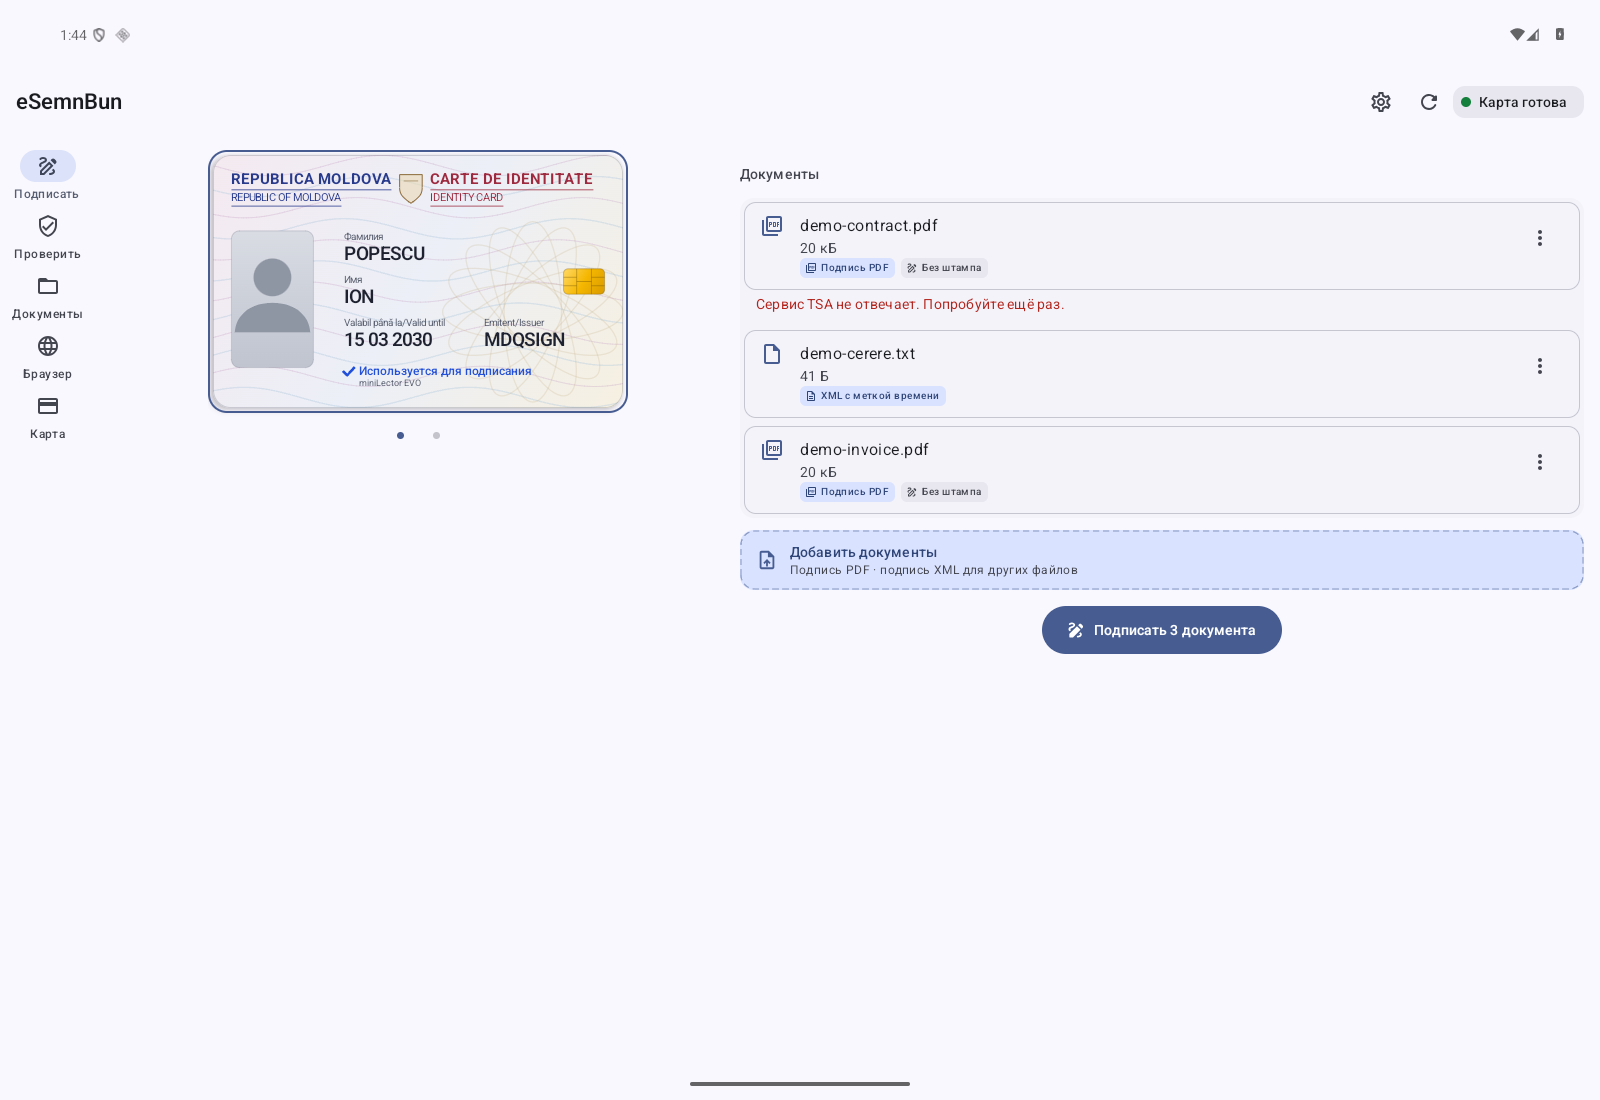 1:44
eSemnBun
Карта готова
Подписать
Проверить
Документы
Браузер
Карта
REPUBLICA MOLDOVA
REPUBLIC OF MOLDOVA
CARTE DE IDENTITATE
IDENTITY CARD
Фамилия
POPESCU
Имя
ION
Valabil până la/Valid until
15 03 2030
Emitent/Issuer
MDQSIGN
Используется для подписания
miniLector EVO
Документы
demo-contract.pdf
20 кБ
Подпись PDF
Без штампа
Сервис TSA не отвечает. Попробуйте ещё раз.
demo-cerere.txt
41 Б
XML с меткой времени
demo-invoice.pdf
20 кБ
Подпись PDF
Без штампа
Добавить документы
Подпись PDF · подпись XML для других файлов
Подписать 3 документа